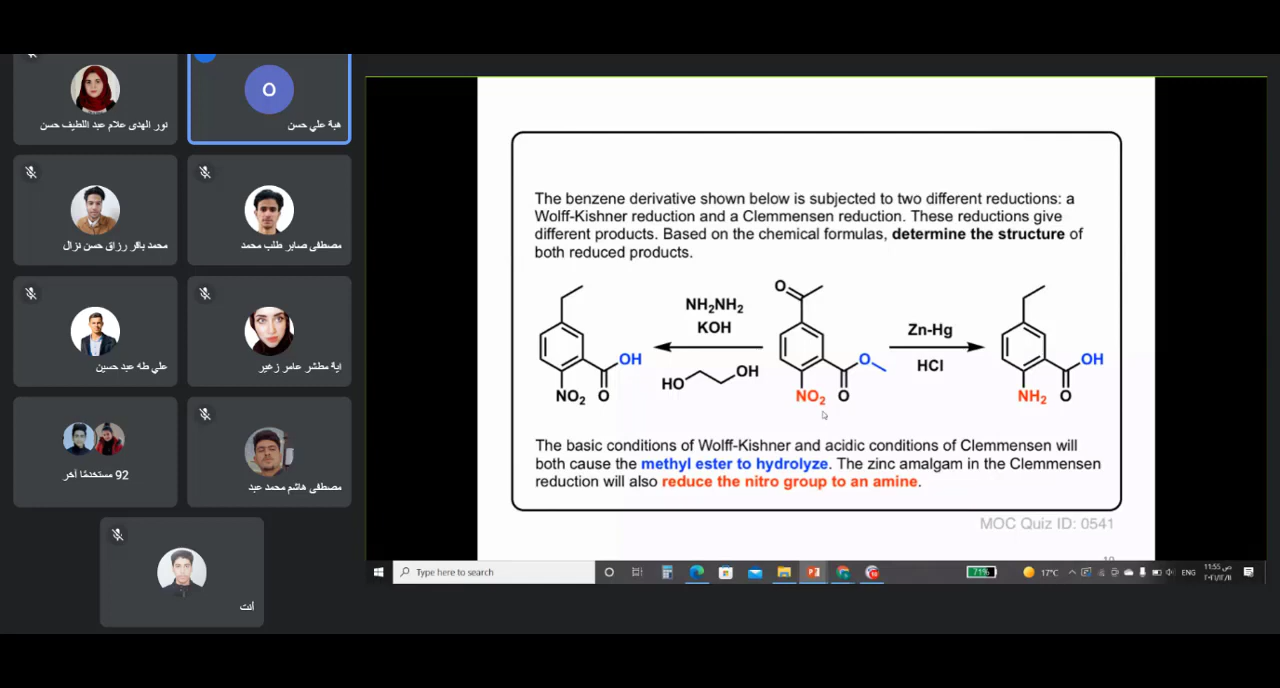 نور الهدى علام عبد اللطيف حسن
O
هبة علي حسن
محمد باقر رزاق حسن نزال
مصطفى صابر طلب محمد
علي طه عبد حسين
اية مطشر عامر زغير
92 مستخدمًا آخر
مصطفى هاشم محمد عبد
أنت
The benzene derivative shown below is subjected to two different reductions: a
Wolff-Kishner reduction and a Clemmensen reduction. These reductions give
different products. Based on the chemical formulas, determine the structure of
both reduced products.
OH
NO2 O
NH2NH2
KOH
HO OH
O
O
NO2 O
Zn-Hg
HCl
OH
NH2 O
The basic conditions of Wolff-Kishner and acidic conditions of Clemmensen will
both cause the methyl ester to hydrolyze. The zinc amalgam in the Clemmensen
reduction will also reduce the nitro group to an amine.
MOC Quiz ID: 0541
Type here to search
71%
17°C
ENG
11:55 ص